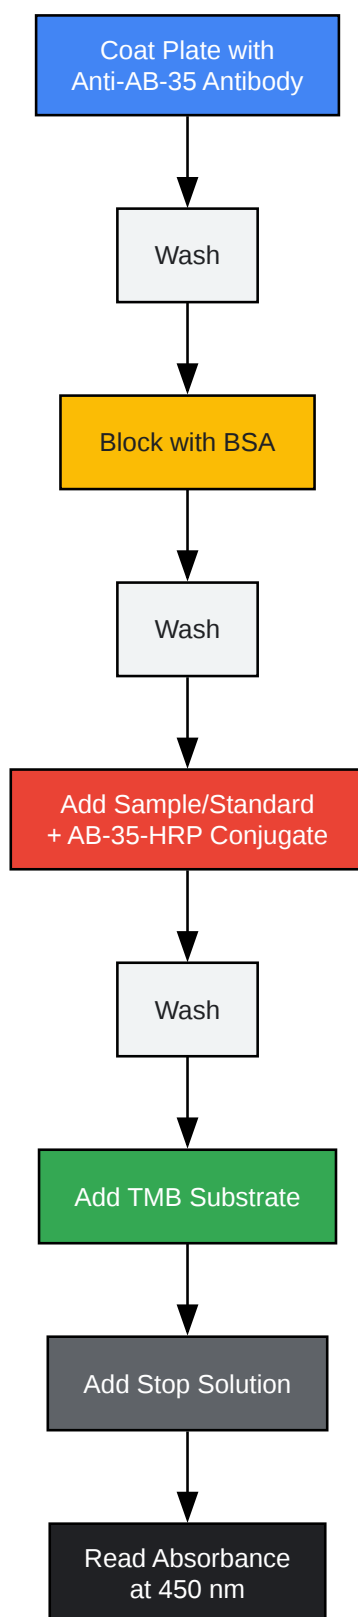 Coat Plate with
Anti-AB-35 Antibody
Wash
Block with BSA
Wash
Add Sample/Standard
+ AB-35-HRP Conjugate
Wash
Add TMB Substrate
Add Stop Solution
Read Absorbance
at 450 nm